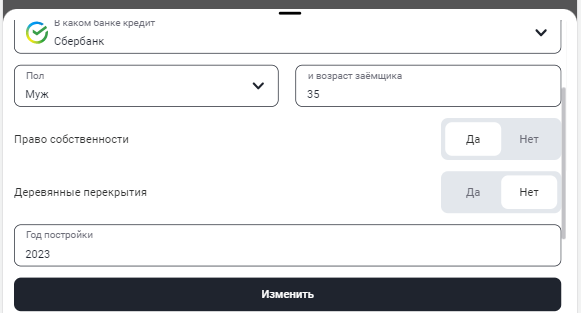 В каком банке кредит
Сбербанк
Пол
Муж
и возраст заёмщика
35
Право собственности
Да
Нет
Деревянные перекрытия
Да
Нет
Год постройки
2023
Изменить